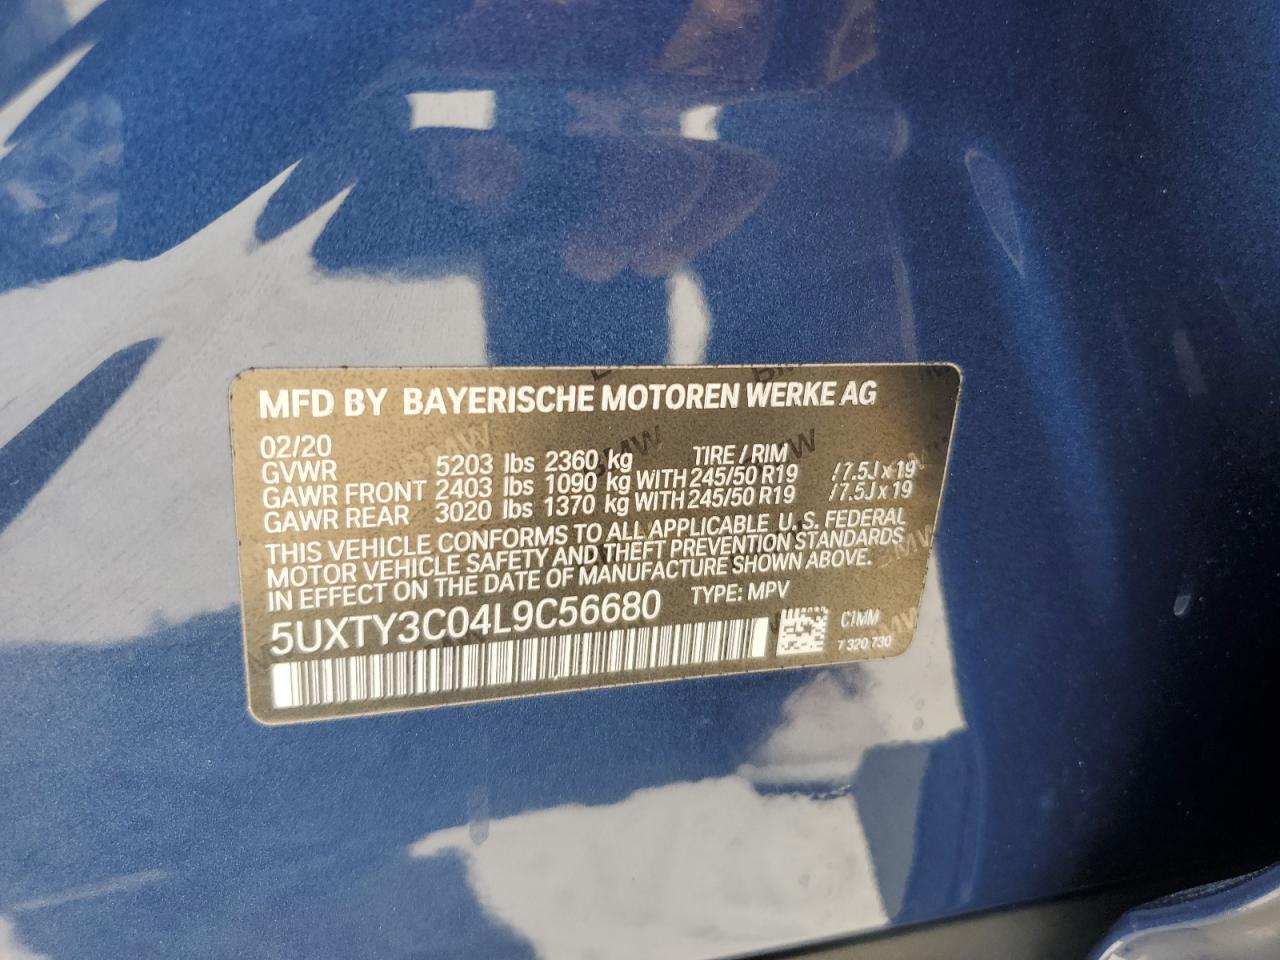 MFD BY BAYERISCHE MOTOREN WERKE AG
02/20 TIRE / RIM
GVWR 5203 lbs 2360 kg
GAWR FRONT 2403 lbs 1090 kg WITH 245/50 R19 /7.5J x 19
GAWR REAR 3020 lbs 1370 kg WITH 245/50 R19 /7.5J x 19
THIS VEHICLE CONFORMS TO ALL APPLICABLE U.S. FEDERAL
MOTOR VEHICLE SAFETY AND THEFT PREVENTION STANDARDS
IN EFFECT ON THE DATE OF MANUFACTURE SHOWN ABOVE.
5UXTY3C04L9C56680 TYPE: MPV
C1MM
7 320 730